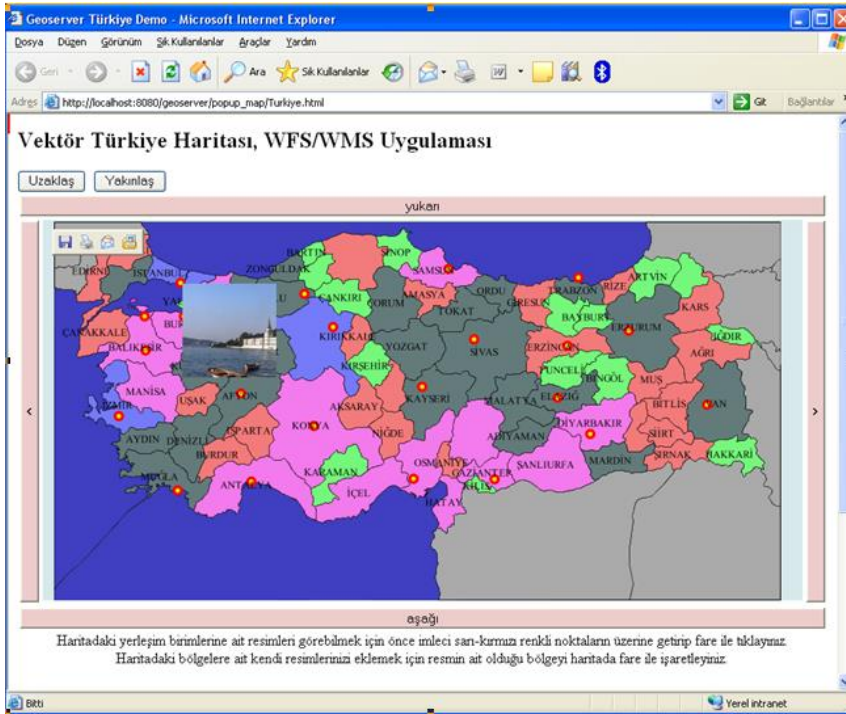 Geoserver Türkiye Demo - Microsoft Internet Explorer
Dosya Düzen Görünüm Sık Kullanılanlar Araçlar Yardım
Geri Ara Sık Kullanılanlar
Adres http://localhost:8080/geoserver/popup_map/Turkiye.html Git Bağlantılar
Vektör Türkiye Haritası, WFS/WMS Uygulaması
Uzaklaş Yakınlaş
yukarı
BARTIN SİNOP
EDİRNE İSTANBUL ZONGULDAK SAMSUN ARTVİN
ÇANKIRI ÇORUM AMASYA ORDU GİRESUN TRABZON RİZE
TOKAT BAYBURT KARS
ÇANAKKALE KIRIKKALE ERZURUM IĞDIR
BALIKESİR YOZGAT SİVAS ERZİNCAN AĞRI
KIRŞEHİR TUNCELİ BİNGÖL MUŞ
MANİSA UŞAK AFYON KAYSERİ MALATYA ELAZIĞ BİTLİS VAN
İZMİR AKSARAY DİYARBAKIR
AYDIN DENİZLİ ISPARTA KONYA NİĞDE ADIYAMAN SİİRT
BURDUR OSMANİYE MARDİN ŞIRNAK HAKKARİ
MUĞLA ANTALYA KARAMAN GAZİANTEP ŞANLIURFA
İÇEL KİLİS
HATAY
< >
aşağı
Haritadaki yerleşim birimlerine ait resimleri görebilmek için önce imleci sarı-kırmızı renkli noktaların üzerine getirip fare ile tıklayınız.
Haritadaki bölgelere ait kendi resimlerinizi eklemek için resmin ait olduğu bölgeyi haritada fare ile işaretleyiniz.
Bitti Yerel intranet